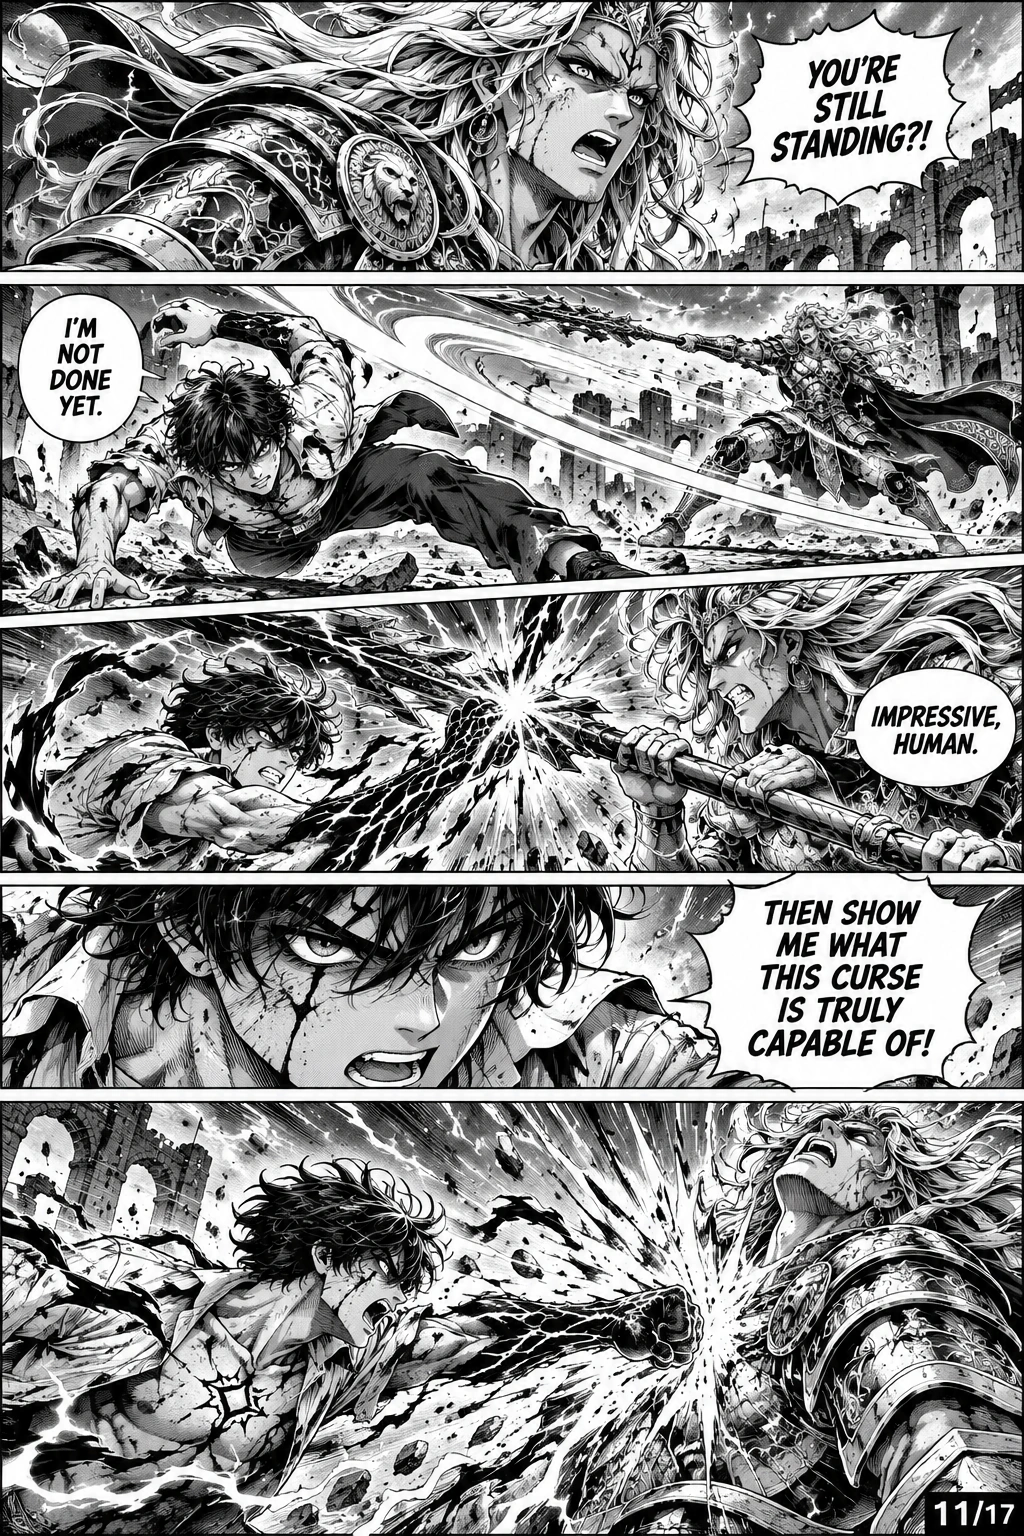 YOU'RE
STILL
STANDING?!
I'M
NOT
DONE
YET.
IMPRESSIVE,
HUMAN.
THEN SHOW
ME WHAT
THIS CURSE
IS TRULY
CAPABLE OF!
11/17